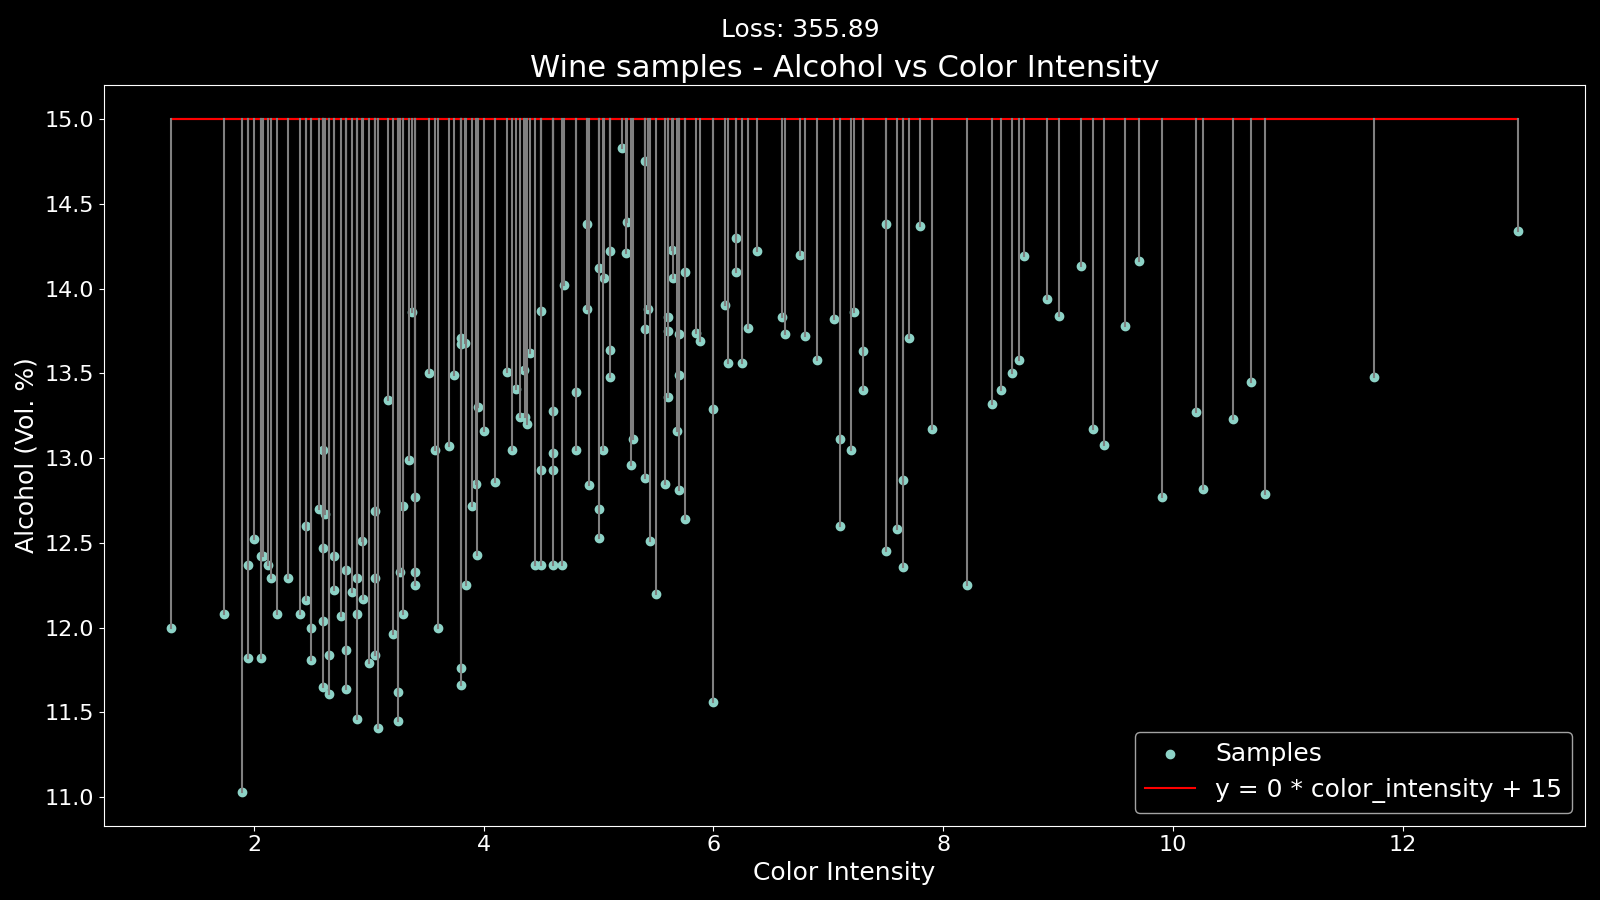 Loss: 355.89
Wine samples - Alcohol vs Color Intensity
15.0
14.5
14.0
13.5
13.0
12.5
12.0
11.5
11.0
Alcohol (Vol. %)
Samples
y = 0 * color_intensity + 15
2 4 6 8 10 12
Color Intensity